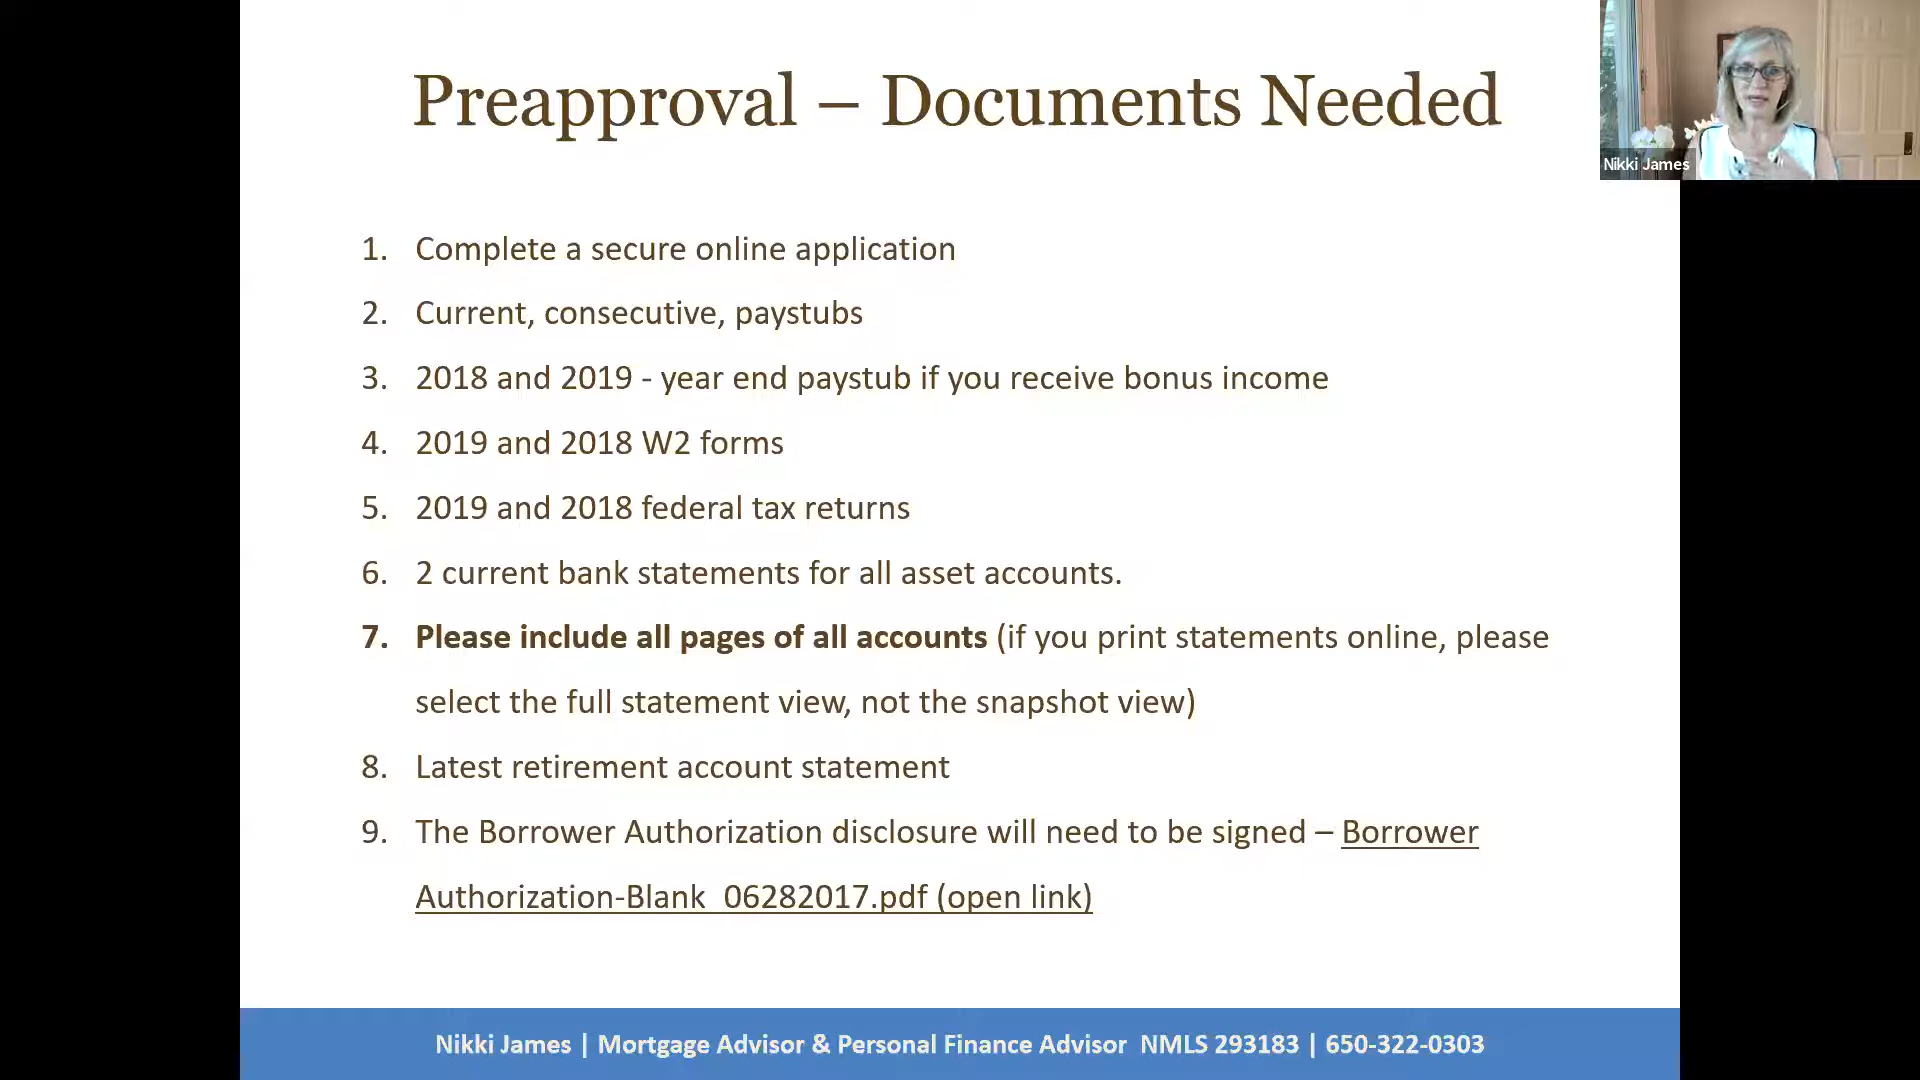 Preapproval – Documents Needed
Nikki James
1. Complete a secure online application
2. Current, consecutive, paystubs
3. 2018 and 2019 - year end paystub if you receive bonus income
4. 2019 and 2018 W2 forms
5. 2019 and 2018 federal tax returns
6. 2 current bank statements for all asset accounts.
7. Please include all pages of all accounts (if you print statements online, please
select the full statement view, not the snapshot view)
8. Latest retirement account statement
9. The Borrower Authorization disclosure will need to be signed – Borrower
Authorization-Blank_06282017.pdf (open link)
Nikki James | Mortgage Advisor & Personal Finance Advisor NMLS 293183 | 650-322-0303